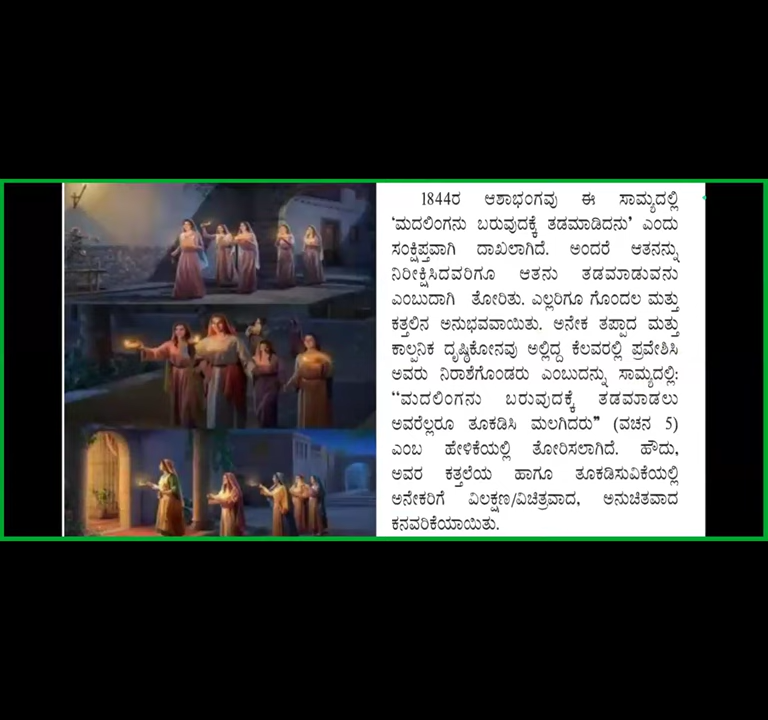 1844ರ ಆಶಾಭಂಗವು ಈ ಸಾಮ್ಯದಲ್ಲಿ
‘ಮದಲಿಂಗನು ಬರುವುದಕ್ಕೆ ತಡಮಾಡಿದನು’ ಎಂದು
ಸಂಕ್ಷಿಪ್ತವಾಗಿ ದಾಖಲಾಗಿದೆ. ಅಂದರೆ ಆತನನ್ನು
ನಿರೀಕ್ಷಿಸಿದವರಿಗೂ ಆತನು ತಡಮಾಡುವನು
ಎಂಬುದಾಗಿ ತೋರಿತು. ಎಲ್ಲರಿಗೂ ಗೊಂದಲ ಮತ್ತು
ಕತ್ತಲಿನ ಅನುಭವವಾಯಿತು. ಅನೇಕ ತಪ್ಪಾದ ಮತ್ತು
ಕಾಲ್ಪನಿಕ ದೃಷ್ಠಿಕೋನವು ಅಲ್ಲಿದ್ದ ಕೆಲವರಲ್ಲಿ ಪ್ರವೇಶಿಸಿ
ಅವರು ನಿರಾಶೆಗೊಂಡರು ಎಂಬುದನ್ನು ಸಾಮ್ಯದಲ್ಲಿ:
“ಮದಲಿಂಗನು ಬರುವುದಕ್ಕೆ ತಡಮಾಡಲು
ಅವರೆಲ್ಲರೂ ತೂಕಡಿಸಿ ಮಲಗಿದರು” (ವಚನ 5)
ಎಂಬ ಹೇಳಿಕೆಯಲ್ಲಿ ತೋರಿಸಲಾಗಿದೆ. ಹೌದು,
ಅವರ ಕತ್ತಲೆಯ ಹಾಗೂ ತೂಕಡಿಸುವಿಕೆಯಲ್ಲಿ
ಅನೇಕರಿಗೆ ವಿಲಕ್ಷಣ/ವಿಚಿತ್ರವಾದ, ಅನುಚಿತವಾದ
ಕನವರಿಕೆಯಾಯಿತು.